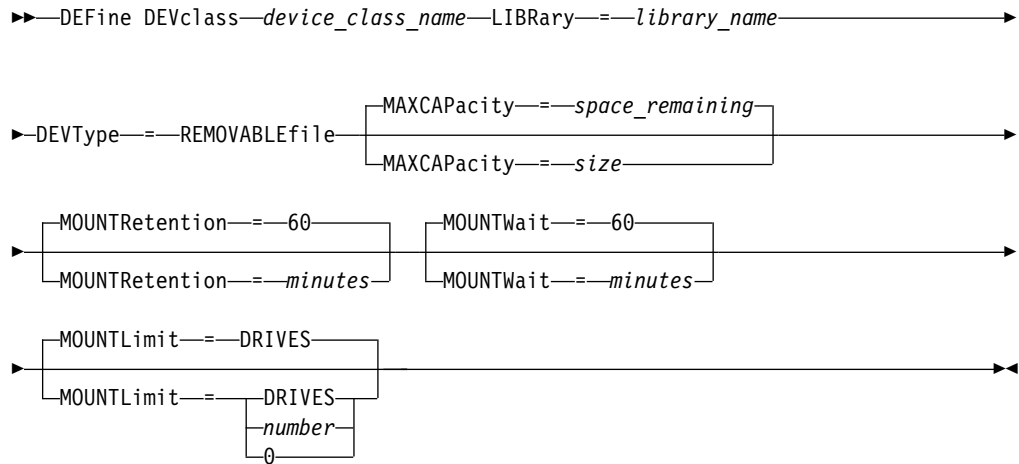 DEFine DEVclass device_class_name LIBRary = library_name
MAXCAPacity = space_remaining
DEVType = REMOVABLEfile
MAXCAPacity = size
MOUNTRetention = 60 MOUNTWait = 60
MOUNTRetention = minutes MOUNTWait = minutes
MOUNTLimit = DRIVES
MOUNTLimit = DRIVES
number
0